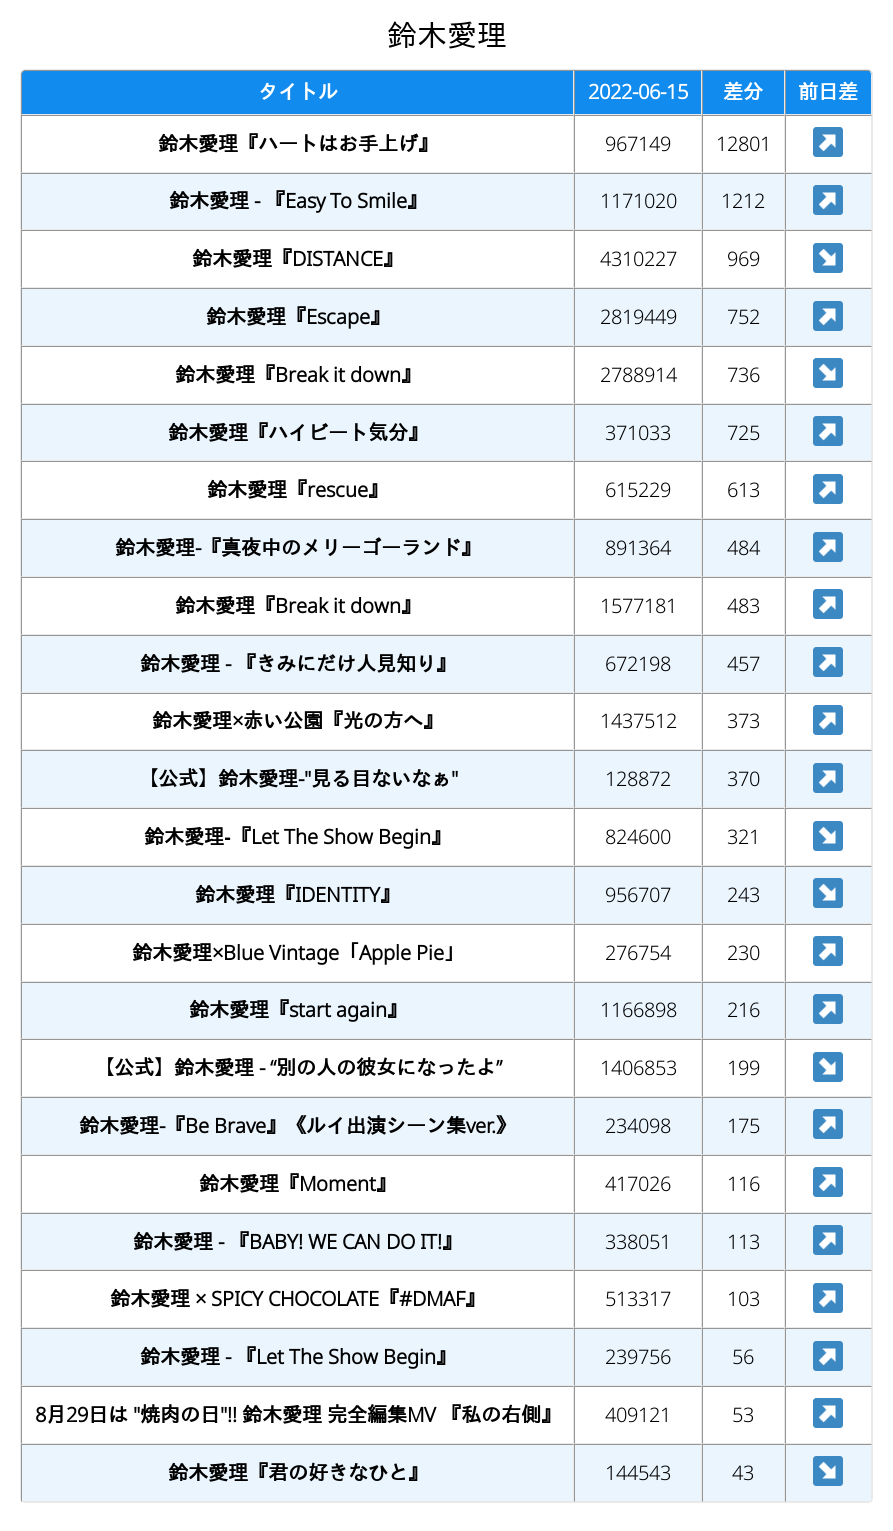 鈴木愛理
タイトル 2022-06-15 差分 前日差
鈴木愛理『ハートはお手上げ』 967149 12801 ↗
鈴木愛理 - 『Easy To Smile』 1171020 1212 ↗
鈴木愛理『DISTANCE』 4310227 969 ↘
鈴木愛理『Escape』 2819449 752 ↗
鈴木愛理『Break it down』 2788914 736 ↘
鈴木愛理『ハイビート気分』 371033 725 ↗
鈴木愛理『rescue』 615229 613 ↗
鈴木愛理-『真夜中のメリーゴーランド』 891364 484 ↗
鈴木愛理『Break it down』 1577181 483 ↗
鈴木愛理 - 『きみにだけ人見知り』 672198 457 ↗
鈴木愛理×赤い公園『光の方へ』 1437512 373 ↗
【公式】鈴木愛理-"見る目ないなぁ" 128872 370 ↗
鈴木愛理-『Let The Show Begin』 824600 321 ↘
鈴木愛理『IDENTITY』 956707 243 ↘
鈴木愛理×Blue Vintage「Apple Pie」 276754 230 ↗
鈴木愛理『start again』 1166898 216 ↗
【公式】鈴木愛理 - “別の人の彼女になったよ” 1406853 199 ↘
鈴木愛理-『Be Brave』《ルイ出演シーン集ver.》 234098 175 ↗
鈴木愛理『Moment』 417026 116 ↗
鈴木愛理 - 『BABY! WE CAN DO IT!』 338051 113 ↗
鈴木愛理 × SPICY CHOCOLATE『#DMAF』 513317 103 ↗
鈴木愛理 - 『Let The Show Begin』 239756 56 ↗
8月29日は "焼肉の日"!! 鈴木愛理 完全編集MV 『私の右側』 409121 53 ↗
鈴木愛理『君の好きなひと』 144543 43 ↘